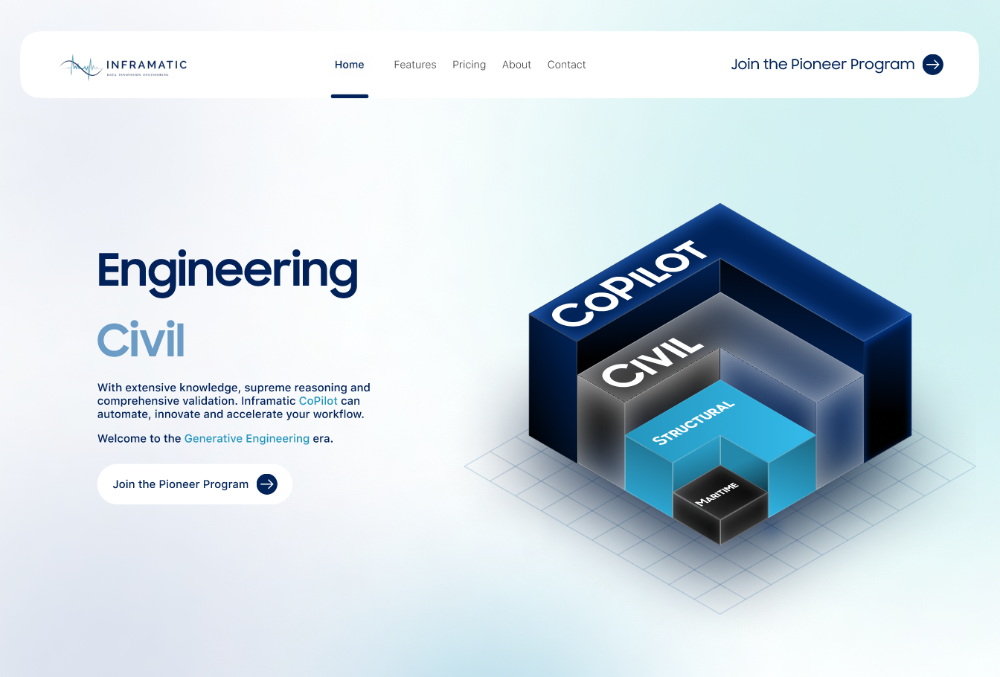 INFRAMATIC
DATA. INNOVATION. ENGINEERING
Home
Features
Pricing
About
Contact
Join the Pioneer Program
Engineering
Civil
With extensive knowledge, supreme reasoning and
comprehensive validation. Inframatic CoPilot can
automate, innovate and accelerate your workflow.
Welcome to the Generative Engineering era.
Join the Pioneer Program
COPILOT
CIVIL
STRUCTURAL
MARITIME